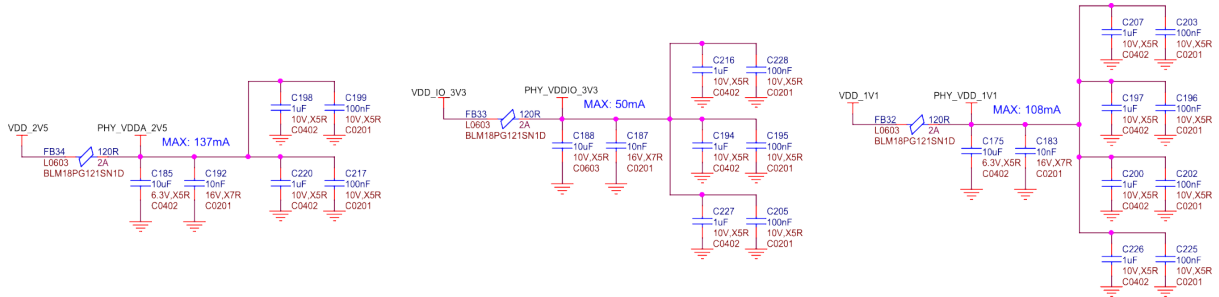 VDD_2V5
FB34
L0603
BLM18PG121SN1D
120R
2A
PHY_VDDA_2V5
MAX: 137mA
C185
10uF
6.3V,X5R
C0402
C192
10nF
16V,X7R
C0201
C198
1uF
10V,X5R
C0402
C199
100nF
10V,X5R
C0201
C220
1uF
10V,X5R
C0402
C217
100nF
10V,X5R
C0201
VDD_IO_3V3
FB33
L0603
BLM18PG121SN1D
120R
2A
PHY_VDDIO_3V3
MAX: 50mA
C188
10uF
10V,X5R
C0603
C187
10nF
16V,X7R
C0201
C216
1uF
10V,X5R
C0402
C228
100nF
10V,X5R
C0201
C194
1uF
10V,X5R
C0402
C195
100nF
10V,X5R
C0201
C227
1uF
10V,X5R
C0402
C205
100nF
10V,X5R
C0201
VDD_1V1
FB32
L0603
BLM18PG121SN1D
120R
2A
PHY_VDD_1V1
MAX: 108mA
C175
10uF
6.3V,X5R
C0402
C183
10nF
16V,X7R
C0201
C207
1uF
10V,X5R
C0402
C203
100nF
10V,X5R
C0201
C197
1uF
10V,X5R
C0402
C196
100nF
10V,X5R
C0201
C200
1uF
10V,X5R
C0402
C202
100nF
10V,X5R
C0201
C226
1uF
10V,X5R
C0402
C225
100nF
10V,X5R
C0201